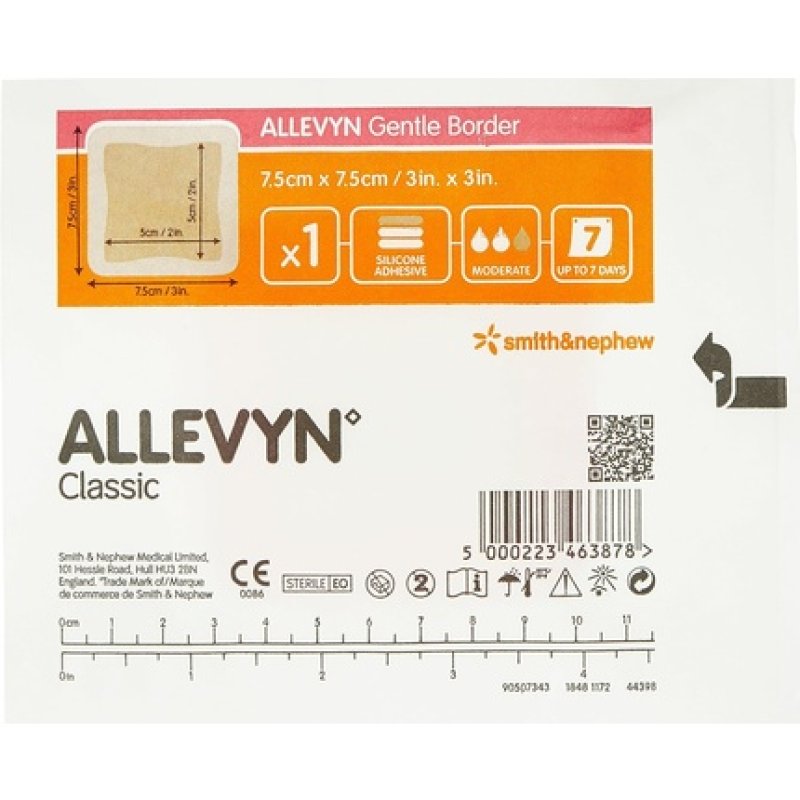 ALLEVYN Gentle Border
7.5cm x 7.5cm / 3in. x 3in.
7.5cm / 3in.
5cm / 2in.
5cm / 2in.
7.5cm / 3in.
x1
SILICONE
ADHESIVE
MODERATE
7
UP TO 7 DAYS
smith&nephew
ALLEVYN◇
Classic
5 000223 463878 >
Smith & Nephew Medical Limited,
101 Hessle Road, Hull HU3 2BN
England. ◇Trade Mark of/Marque
de commerce de Smith & Nephew
CE
0086
STERILE EO
2
i
0cm 1 2 3 4 5 6 7 8 9 10 11
0in 1 2 3 4
90507343 1848 1172 44398